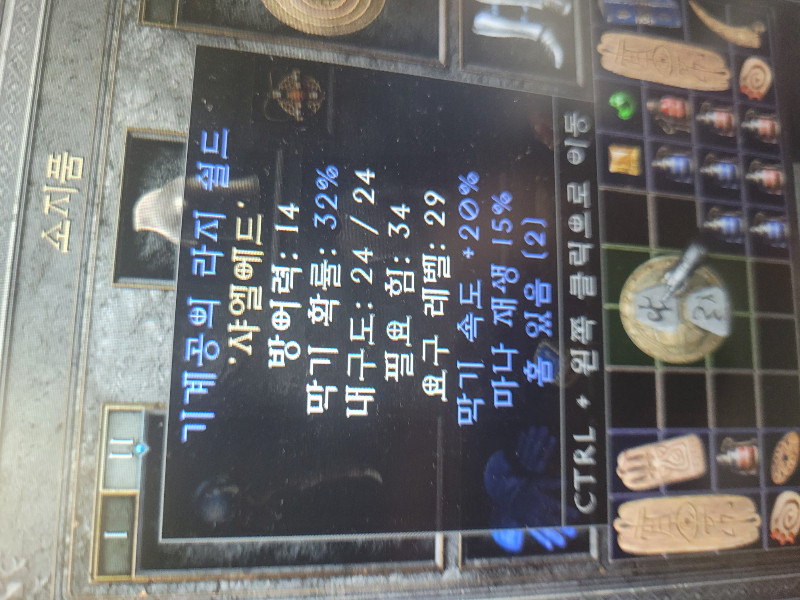 소지품
I
II
기계공의 라지 쉴드
'샤엘에드'
방어력: 14
막기 확률: 32%
내구도: 24 / 24
필요 힘: 34
요구 레벨: 29
막기 속도 +20%
마나 재생 15%
홈 있음 (2)
CTRL + 왼쪽 클릭으로 이동